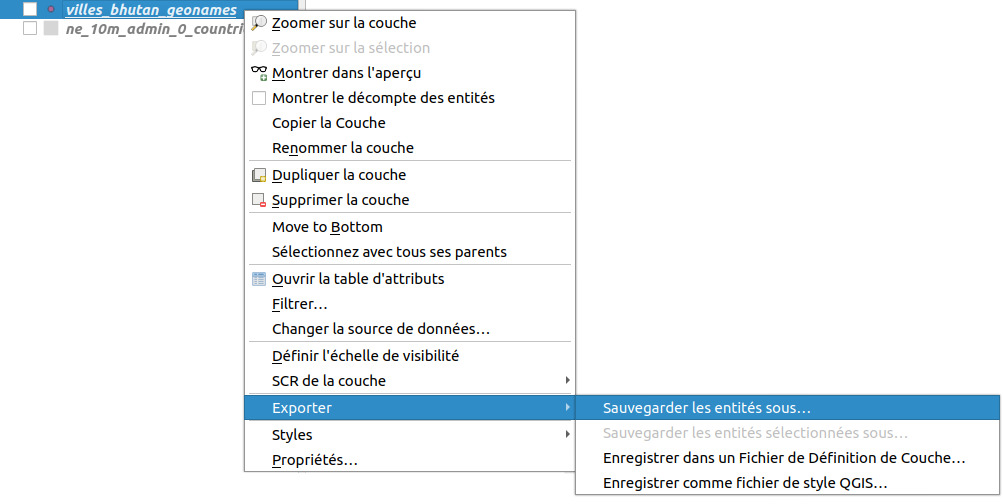 villes_bhutan_geonames
ne_10m_admin_0_countri
Zoomer sur la couche
Zoomer sur la sélection
Montrer dans l'aperçu
Montrer le décompte des entités
Copier la Couche
Renommer la couche
Dupliquer la couche
Supprimer la couche
Move to Bottom
Sélectionnez avec tous ses parents
Ouvrir la table d'attributs
Filtrer…
Changer la source de données…
Définir l'échelle de visibilité
SCR de la couche
Exporter
Sauvegarder les entités sous…
Styles
Sauvegarder les entités sélectionnées sous…
Propriétés…
Enregistrer dans un Fichier de Définition de Couche…
Enregistrer comme fichier de style QGIS…